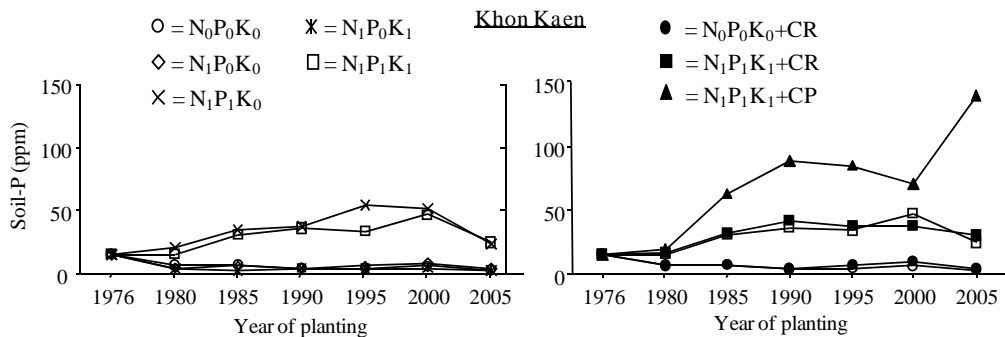 Khon Kaen
= N₀P₀K₀
= N₁P₀K₁
= N₁P₀K₀
= N₁P₁K₁
= N₁P₁K₀
150
100
50
0
Soil-P (ppm)
1976 1980 1985 1990 1995 2000 2005
Year of planting
= N₀P₀K₀+CR
= N₁P₁K₁+CR
= N₁P₁K₁+CP
150
100
50
0
1976 1980 1985 1990 1995 2000 2005
Year of planting